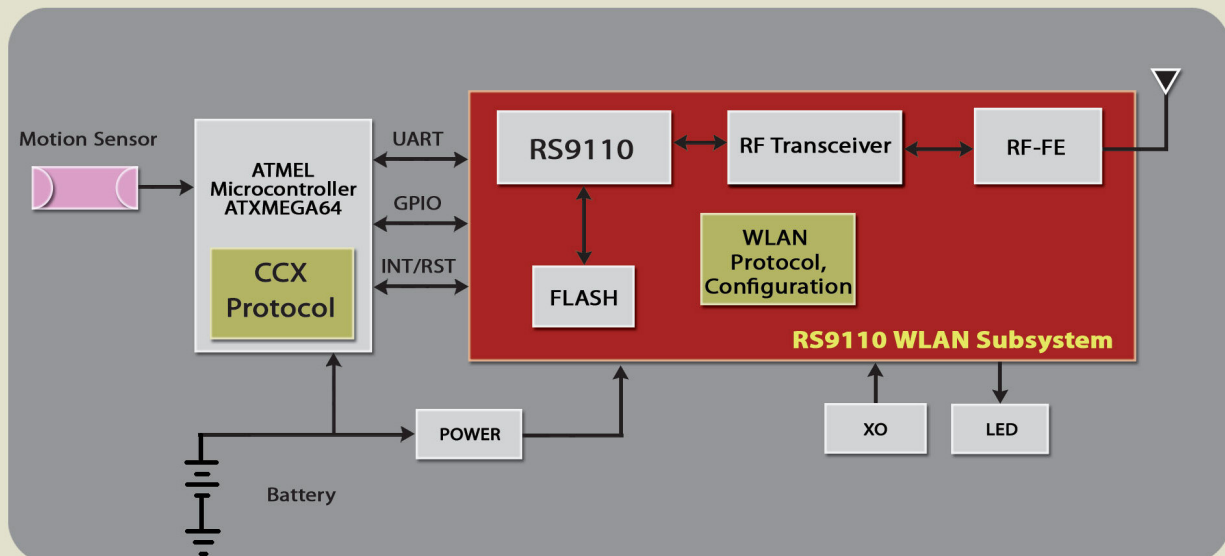 Motion Sensor
ATMEL
Microcontroller
ATXMEGA64
CCX
Protocol
UART
GPIO
INT/RST
RS9110
RF Transceiver
RF-FE
FLASH
WLAN
Protocol,
Configuration
RS9110 WLAN Subsystem
POWER
XO
LED
Battery